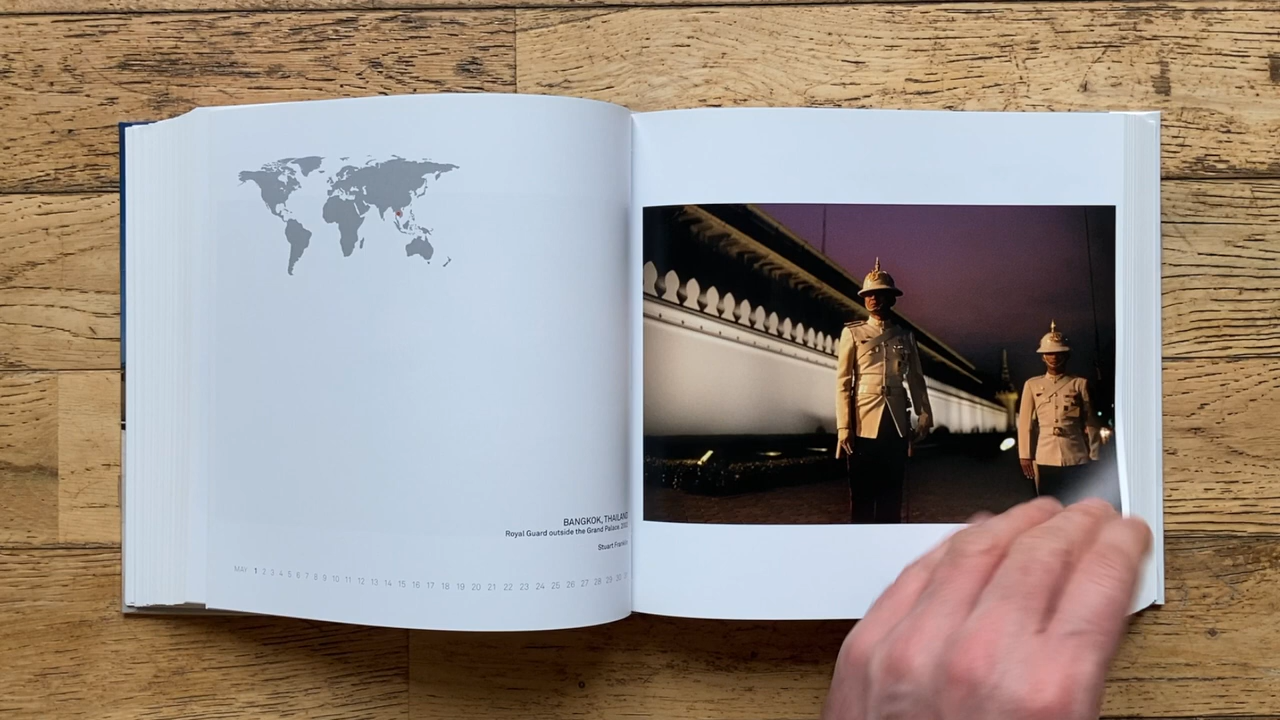 BANGKOK, THAILAND
Royal Guard outside the Grand Palace. 2002
Stuart Franklin
MAY 1 2 3 4 5 6 7 8 9 10 11 12 13 14 15 16 17 18 19 20 21 22 23 24 25 26 27 28 29 30